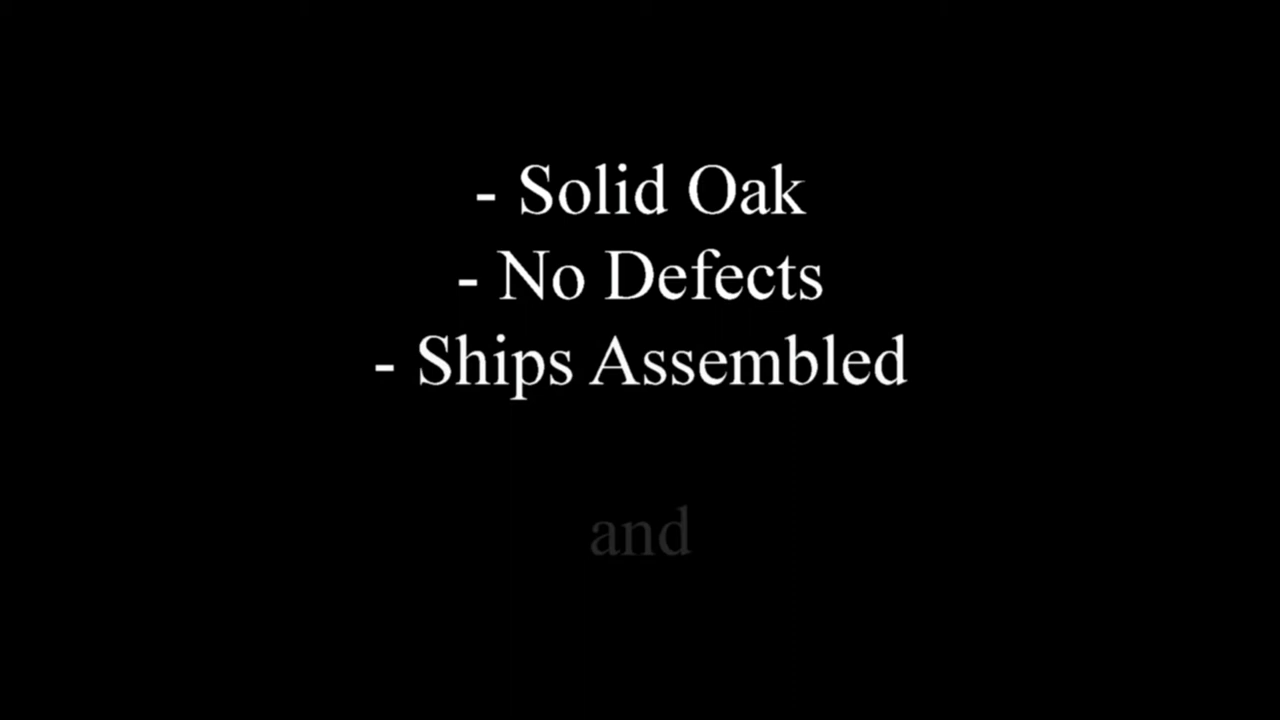 - Solid Oak
- No Defects
- Ships Assembled
and